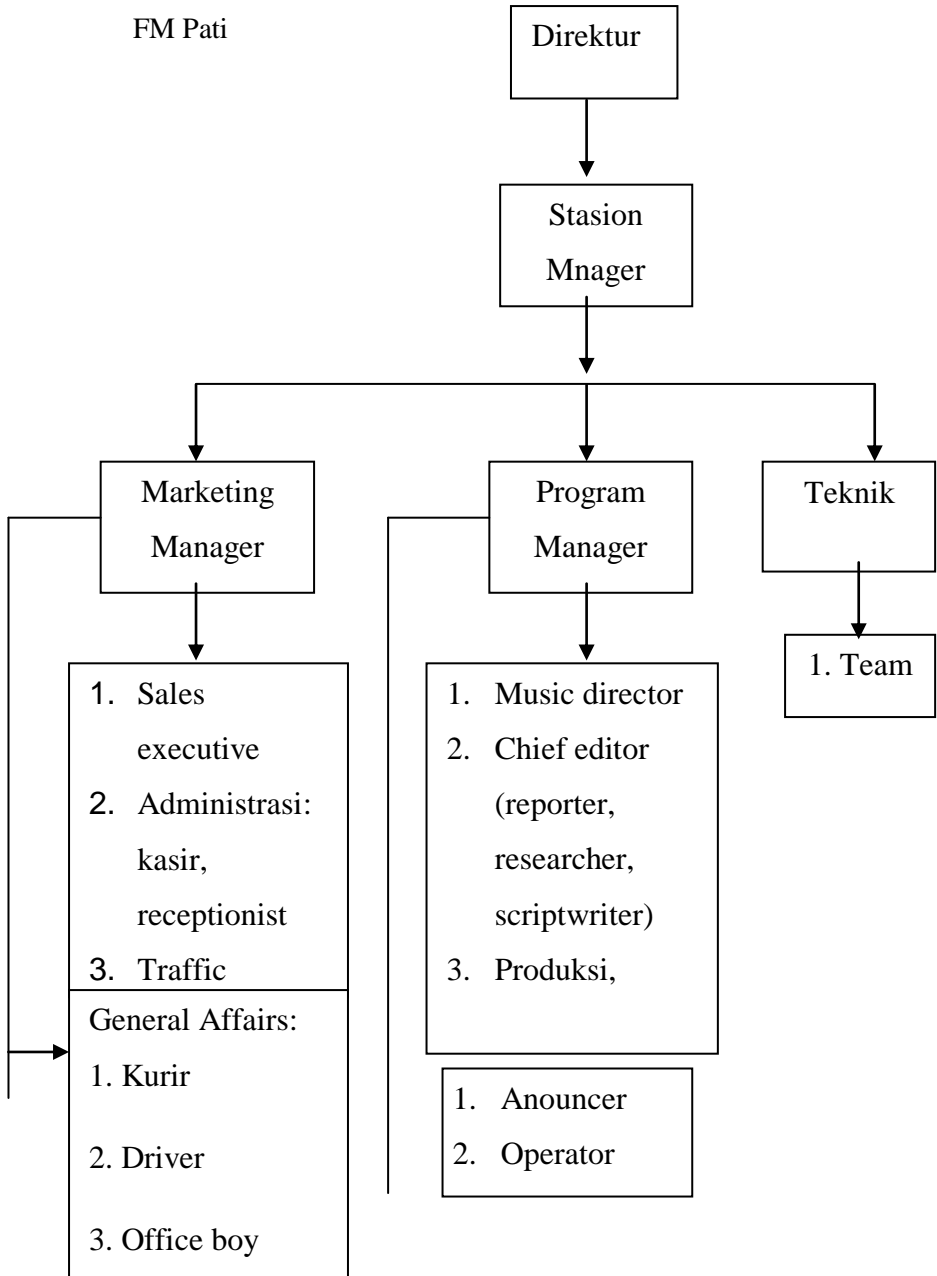 FM Pati
Direktur
Stasion
Mnager
Marketing
Manager
Program
Manager
Teknik
1. Sales
executive
2. Administrasi:
kasir,
receptionist
3. Traffic
General Affairs:
1. Kurir
2. Driver
3. Office boy
1. Music director
2. Chief editor
(reporter,
researcher,
scriptwriter)
3. Produksi,
1. Anouncer
2. Operator
1. Team